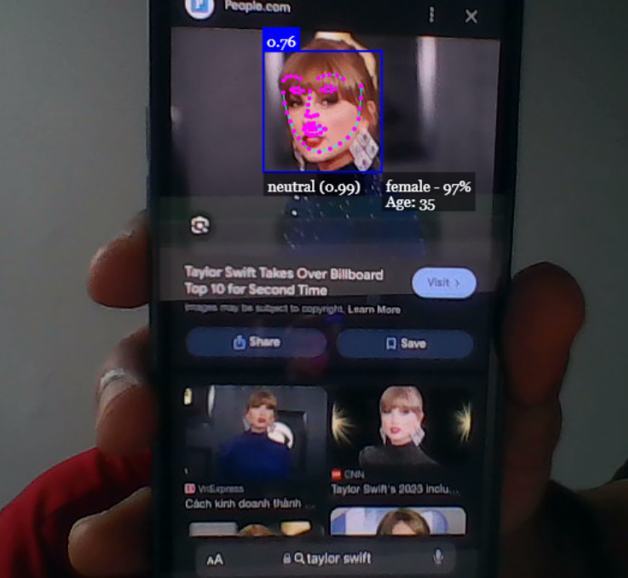 People.com
0.76
neutral (0.99)
female - 97%
Age: 35
Taylor Swift Takes Over Billboard
Top 10 for Second Time
Visit >
Images may be subject to copyright. Learn More
Share
Save
VnExpress
Cách kinh doanh thành ...
CNN
Taylor Swift's 2023 inclu...
AA
taylor swift